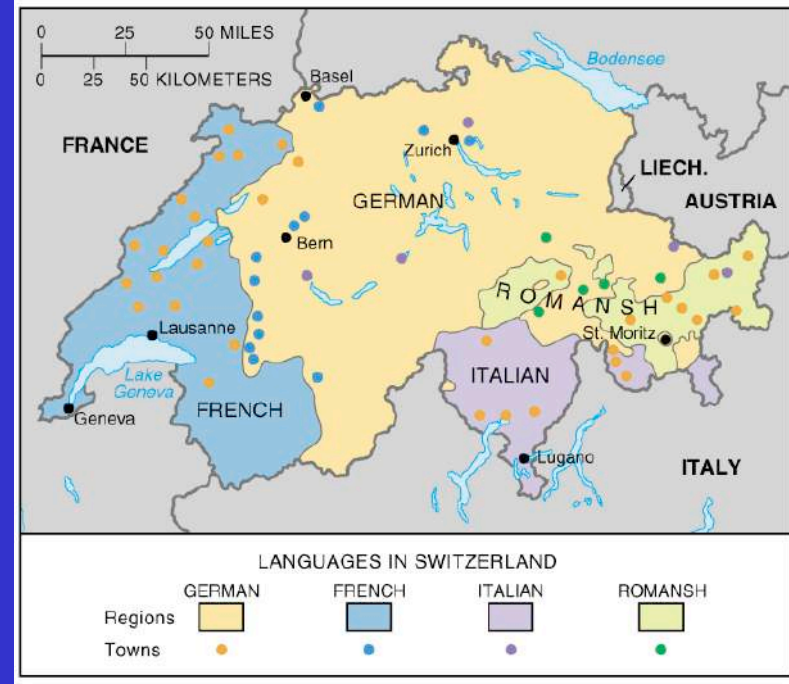 0 25 50 MILES
0 25 50 KILOMETERS
Bodensee
Basel
FRANCE
Zurich
LIECH.
AUSTRIA
GERMAN
Bern
ROMANSH
Lausanne
St. Moritz
Lake
Geneva
ITALIAN
FRENCH
Geneva
Lugano
ITALY
LANGUAGES IN SWITZERLAND
GERMAN FRENCH ITALIAN ROMANSH
Regions
Towns